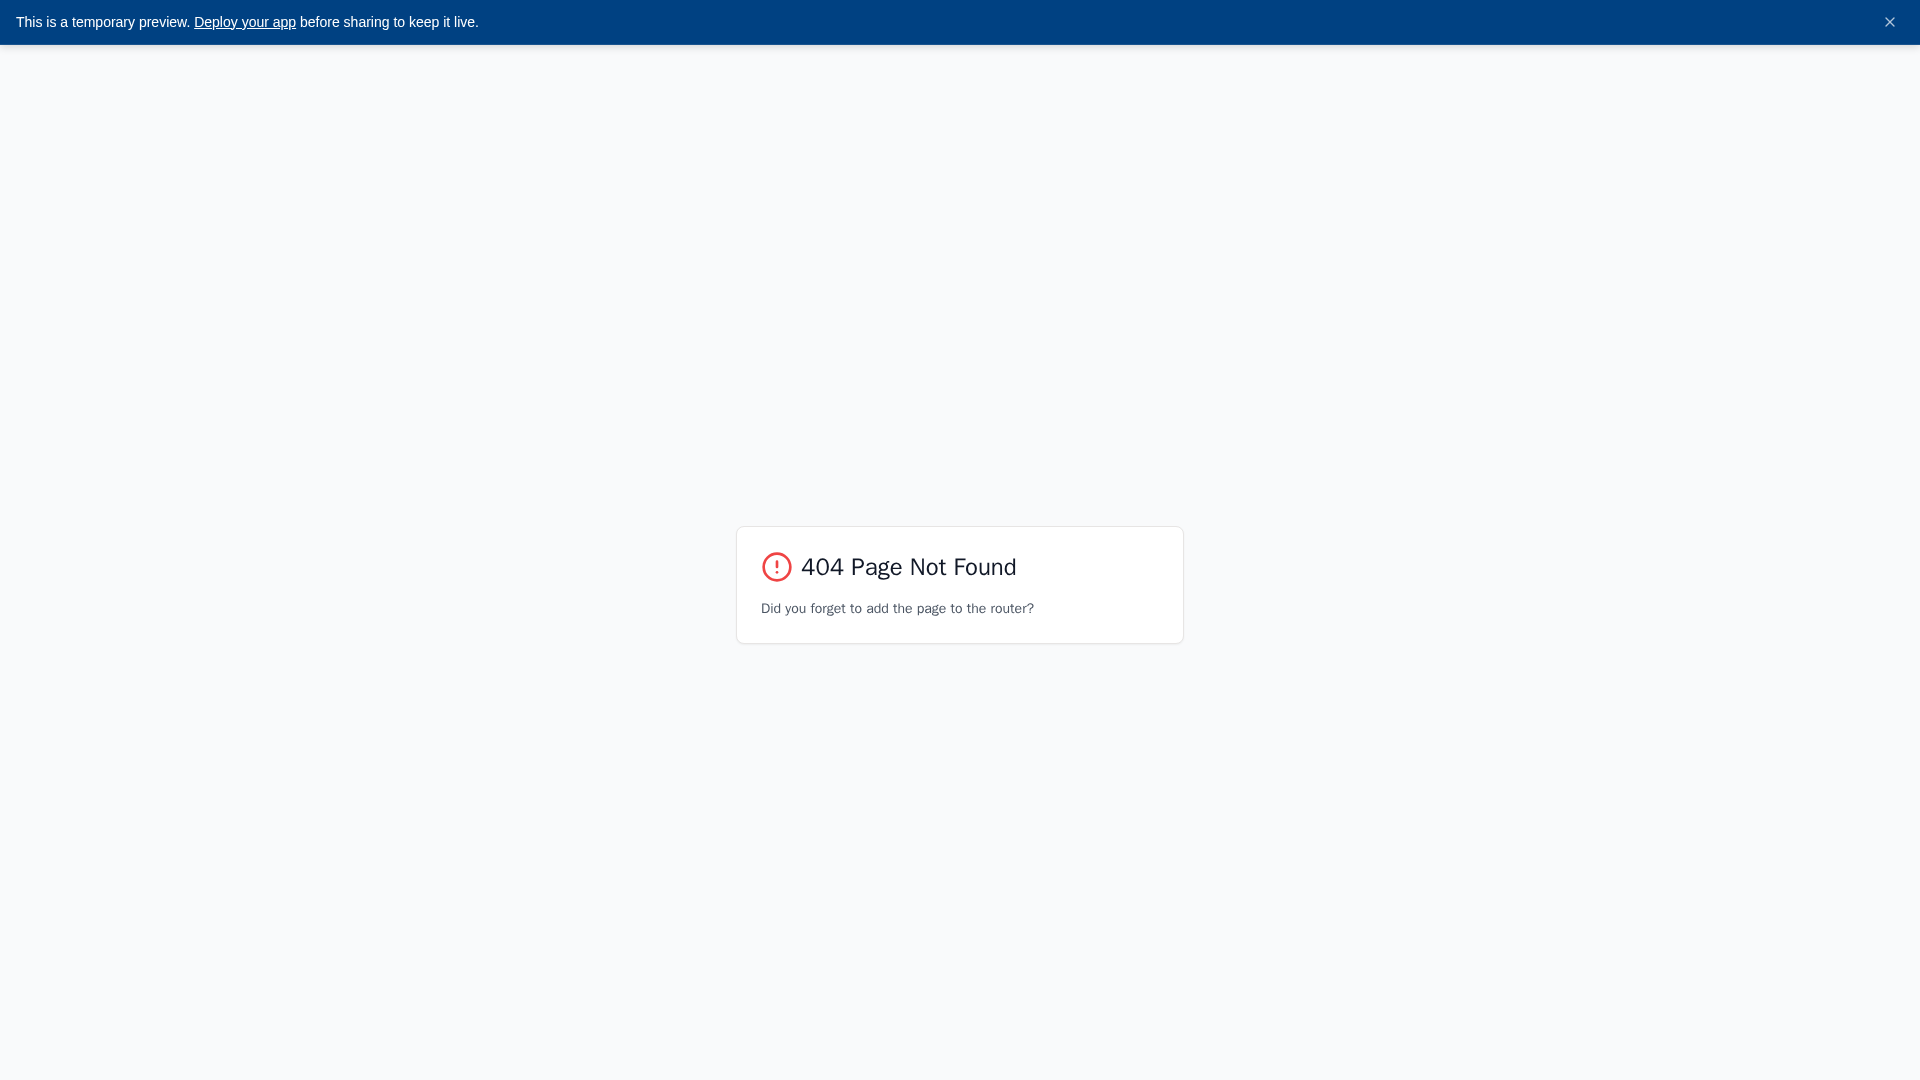 This is a temporary preview. Deploy your app before sharing to keep it live.
404 Page Not Found
Did you forget to add the page to the router?